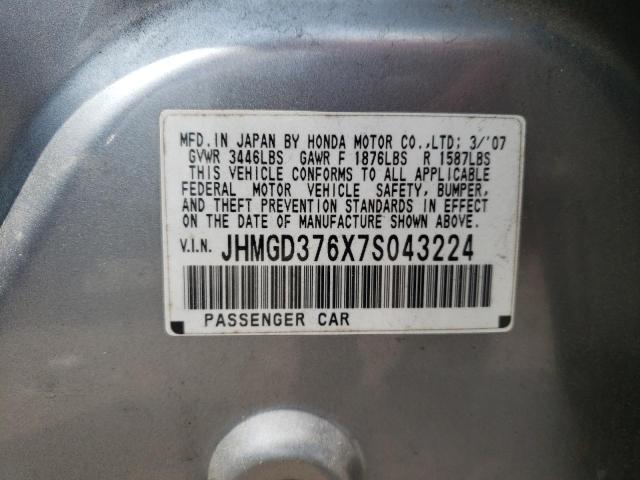 MFD. IN JAPAN BY HONDA MOTOR CO., LTD: 3/'07
GVWR 3446LBS GAWR F 1876LBS R 1587LBS
THIS VEHICLE CONFORMS TO ALL APPLICABLE
FEDERAL MOTOR VEHICLE SAFETY, BUMPER,
AND THEFT PREVENTION STANDARDS IN EFFECT
ON THE DATE OF MANUFACTURE SHOWN ABOVE.
V.I.N. JHMGD376X7S043224
PASSENGER CAR